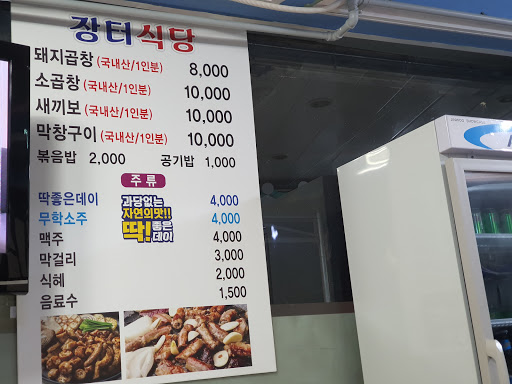 장터식당
돼지곱창 (국내산/1인분) 8,000
소곱창 (국내산/1인분) 10,000
새끼보 (국내산/1인분) 10,000
막창구이 (국내산/1인분) 10,000
볶음밥 2,000 공기밥 1,000
주류
딱좋은데이 4,000
무학소주 4,000
맥주 4,000
막걸리 3,000
식혜 2,000
음료수 1,500
과당없는
자연의맛!!
딱! 좋은
데이